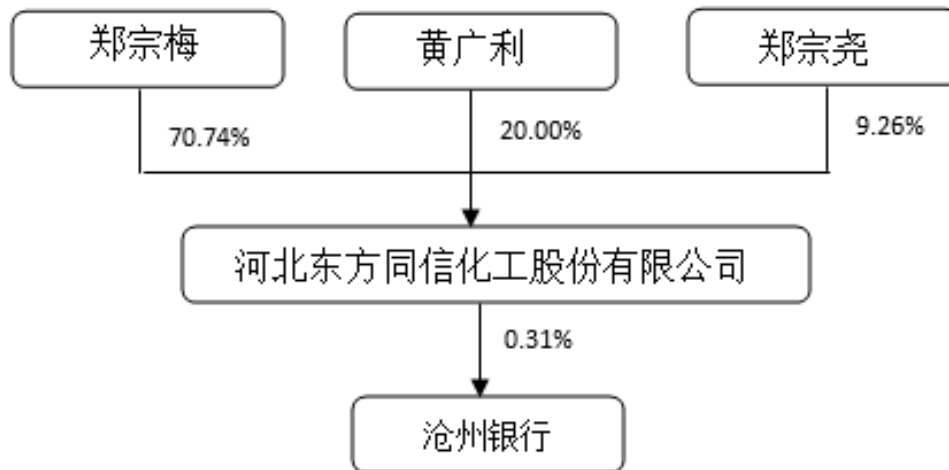 郑宗梅
黄广利
郑宗尧
70.74%
20.00%
9.26%
河北东方同信化工股份有限公司
0.31%
沧州银行